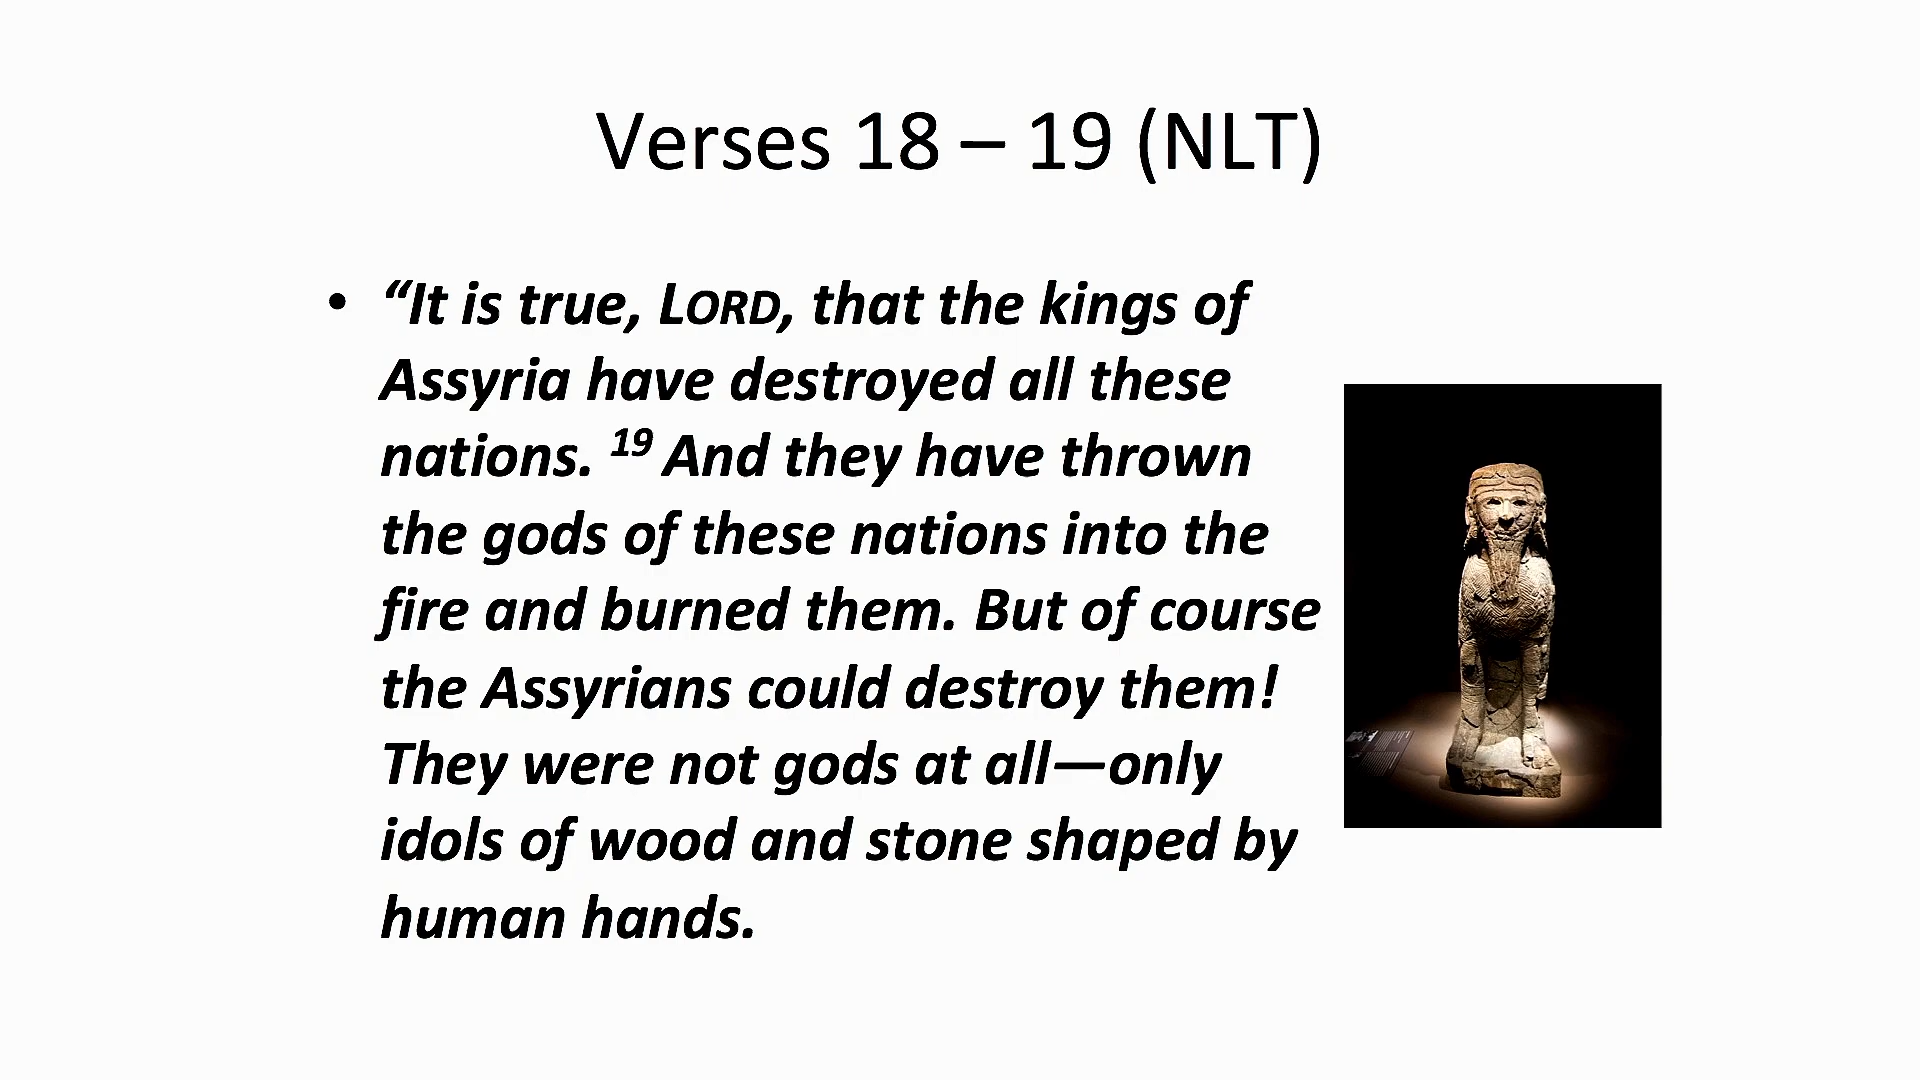 Verses 18 – 19 (NLT)
• “It is true, LORD, that the kings of
Assyria have destroyed all these
nations. 19 And they have thrown
the gods of these nations into the
fire and burned them. But of course
the Assyrians could destroy them!
They were not gods at all—only
idols of wood and stone shaped by
human hands.